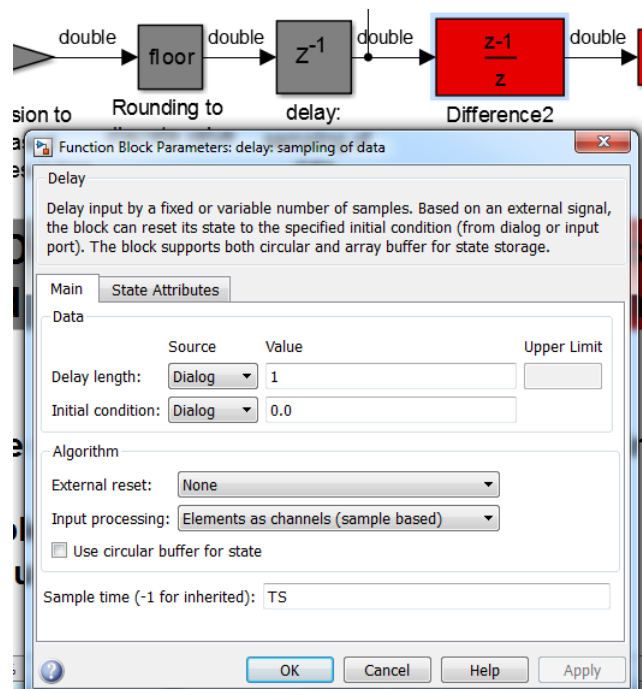 double
double
double
double
floor
z-1
z-1
z
sion to
Rounding to
delay:
Difference2
Function Block Parameters: delay: sampling of data
Delay
Delay input by a fixed or variable number of samples. Based on an external signal,
the block can reset its state to the specified initial condition (from dialog or input
port). The block supports both circular and array buffer for state storage.
Main
State Attributes
Data
Source
Value
Upper Limit
Delay length:
Dialog
1
Initial condition:
Dialog
0.0
Algorithm
External reset:
None
Input processing:
Elements as channels (sample based)
Use circular buffer for state
Sample time (-1 for inherited):
TS
OK
Cancel
Help
Apply